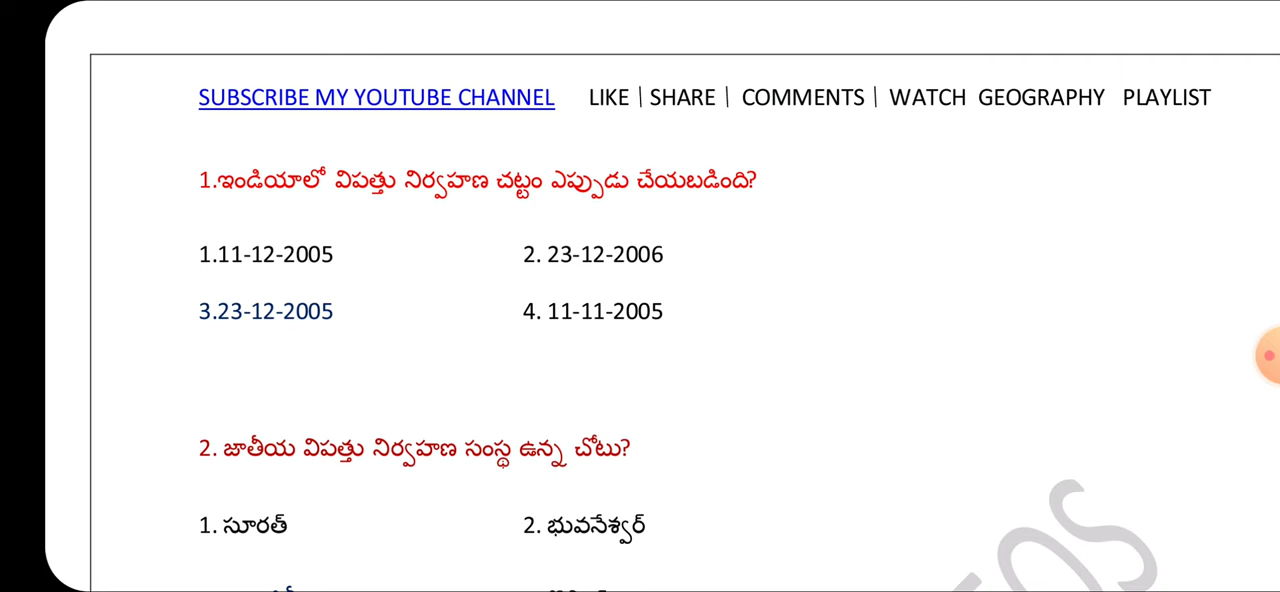 SUBSCRIBE MY YOUTUBE CHANNEL LIKE | SHARE | COMMENTS | WATCH GEOGRAPHY PLAYLIST
1.ఇండియాలో విపత్తు నిర్వహణ చట్టం ఎప్పుడు చేయబడింది?
1.11-12-2005 2. 23-12-2006
3.23-12-2005 4. 11-11-2005
2. జాతీయ విపత్తు నిర్వహణ సంస్థ ఉన్న చోటు?
1. సూరత్ 2. భువనేశ్వర్